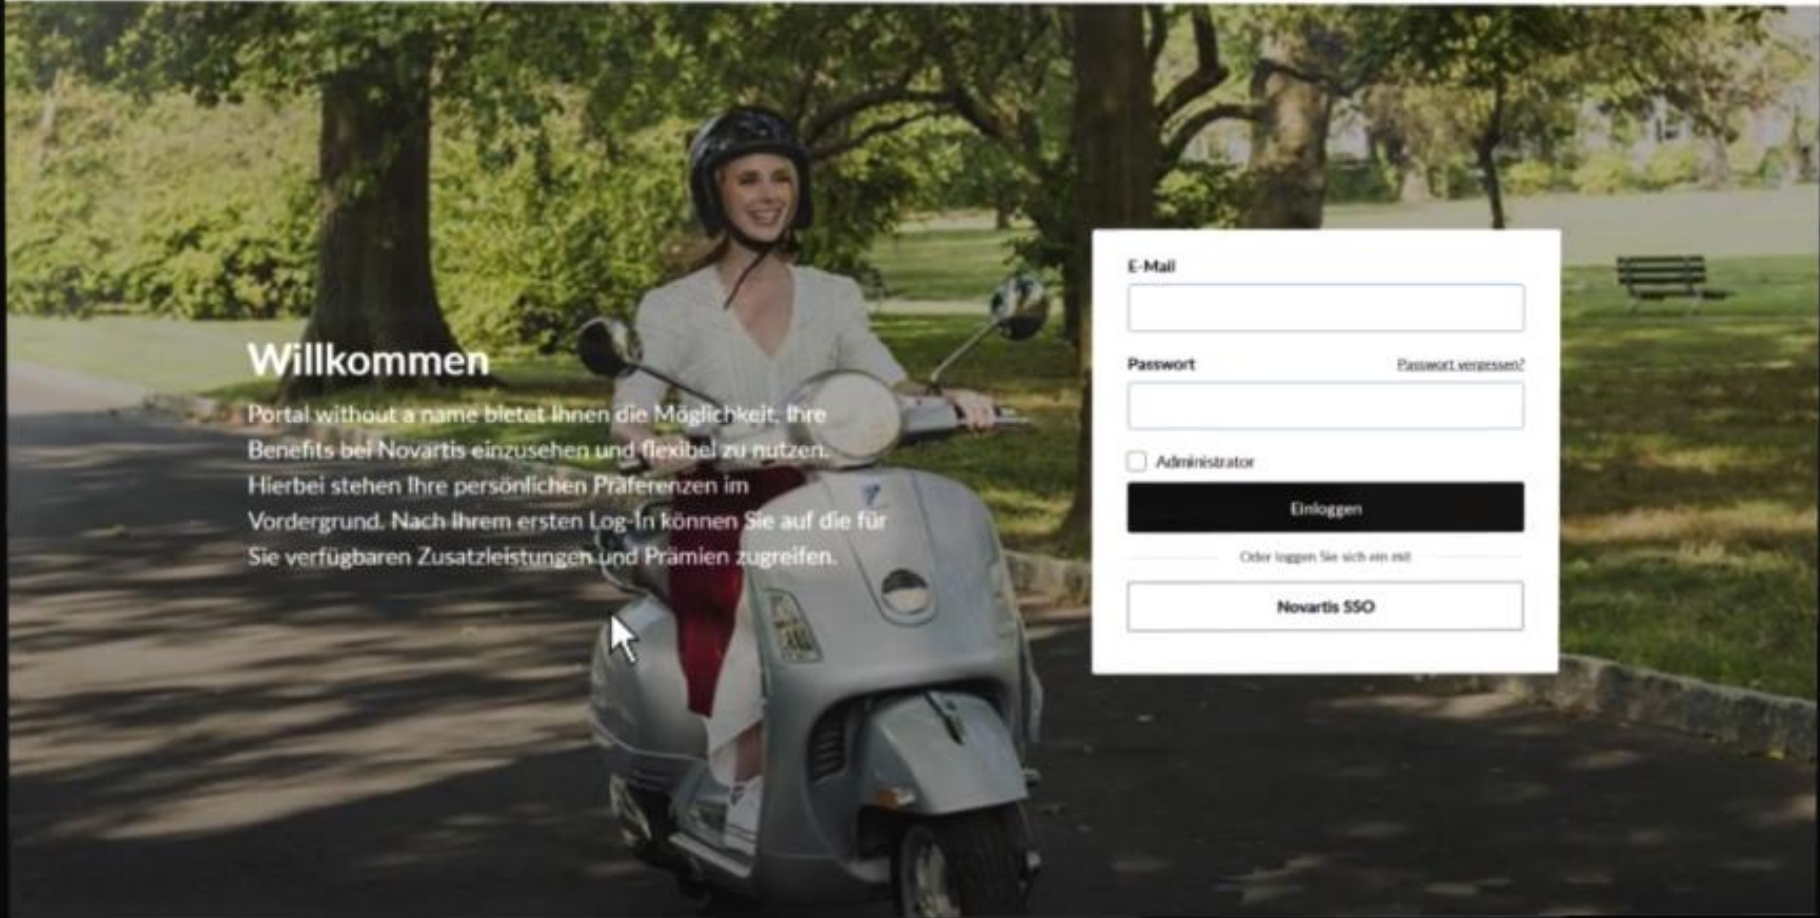 Willkommen
Portal without a name bietet Ihnen die Möglichkeit, Ihre
Benefits bei Novartis einzusehen und flexibel zu nutzen.
Hierbei stehen Ihre persönlichen Präferenzen im
Vordergrund. Nach Ihrem ersten Log-In können Sie auf die für
Sie verfügbaren Zusatzleistungen und Prämien zugreifen.
E-Mail
Passwort Passwort vergessen?
Administrator
Einloggen
Oder loggen Sie sich ein mit
Novartis SSO